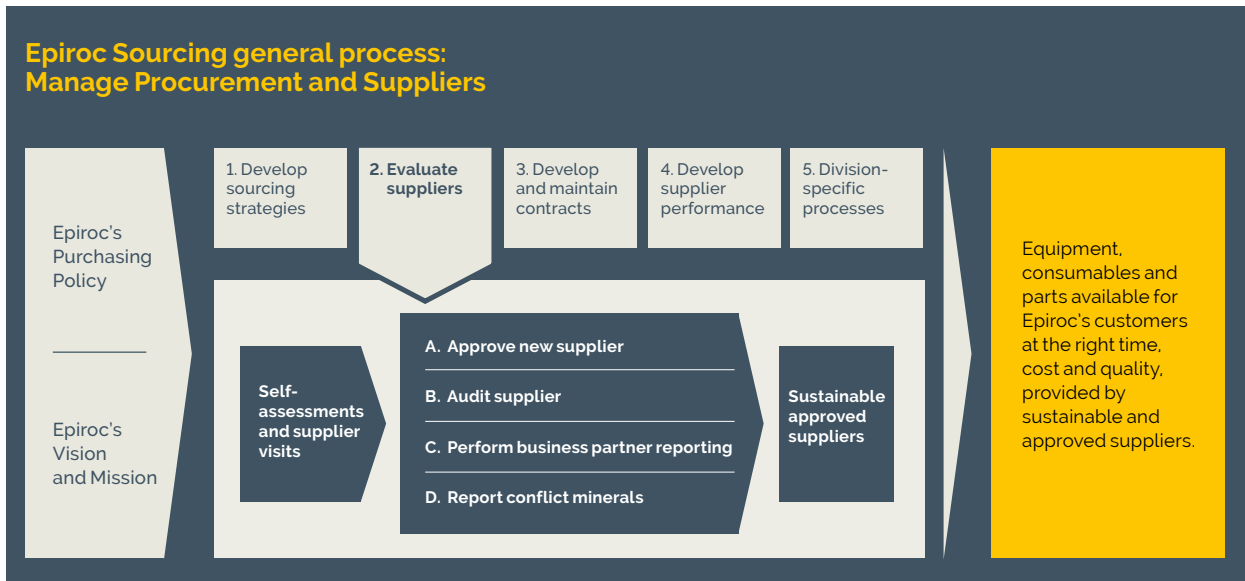 Epiroc Sourcing general process:
Manage Procurement and Suppliers
Epiroc's
Purchasing
Policy
Epiroc's
Vision
and Mission
1. Develop
sourcing
strategies
2. Evaluate
suppliers
3. Develop
and maintain
contracts
4. Develop
supplier
performance
5. Division-
specific
processes
Self-
assessments
and supplier
visits
A. Approve new supplier
B. Audit supplier
C. Perform business partner reporting
D. Report conflict minerals
Sustainable
approved
suppliers
Equipment,
consumables and
parts available for
Epiroc's customers
at the right time,
cost and quality,
provided by
sustainable and
approved suppliers.